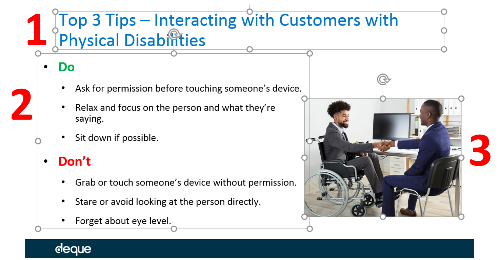 1
Top 3 Tips – Interacting with Customers with
Physical Disabilities
2
• Do
• Ask for permission before touching someone's device.
• Relax and focus on the person and what they're
saying.
• Sit down if possible.
• Don't
• Grab or touch someone's device without permission.
• Stare or avoid looking at the person directly.
• Forget about eye level.
3
deque